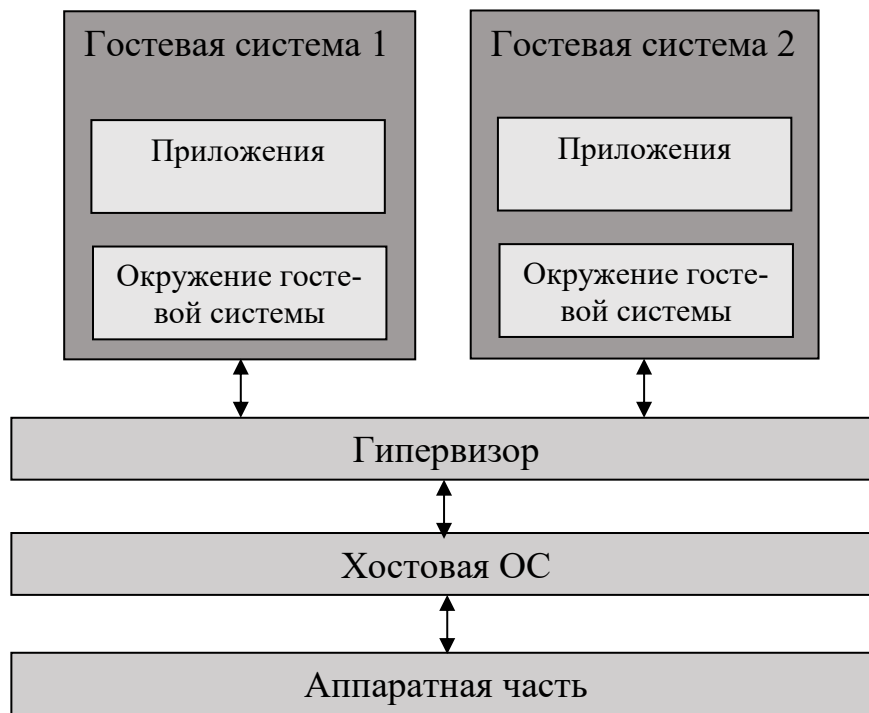 Гостевая система 1
Гостевая система 2
Приложения
Приложения
Окружение госте-
вой системы
Окружение госте-
вой системы
Гипервизор
Хостовая ОС
Аппаратная часть